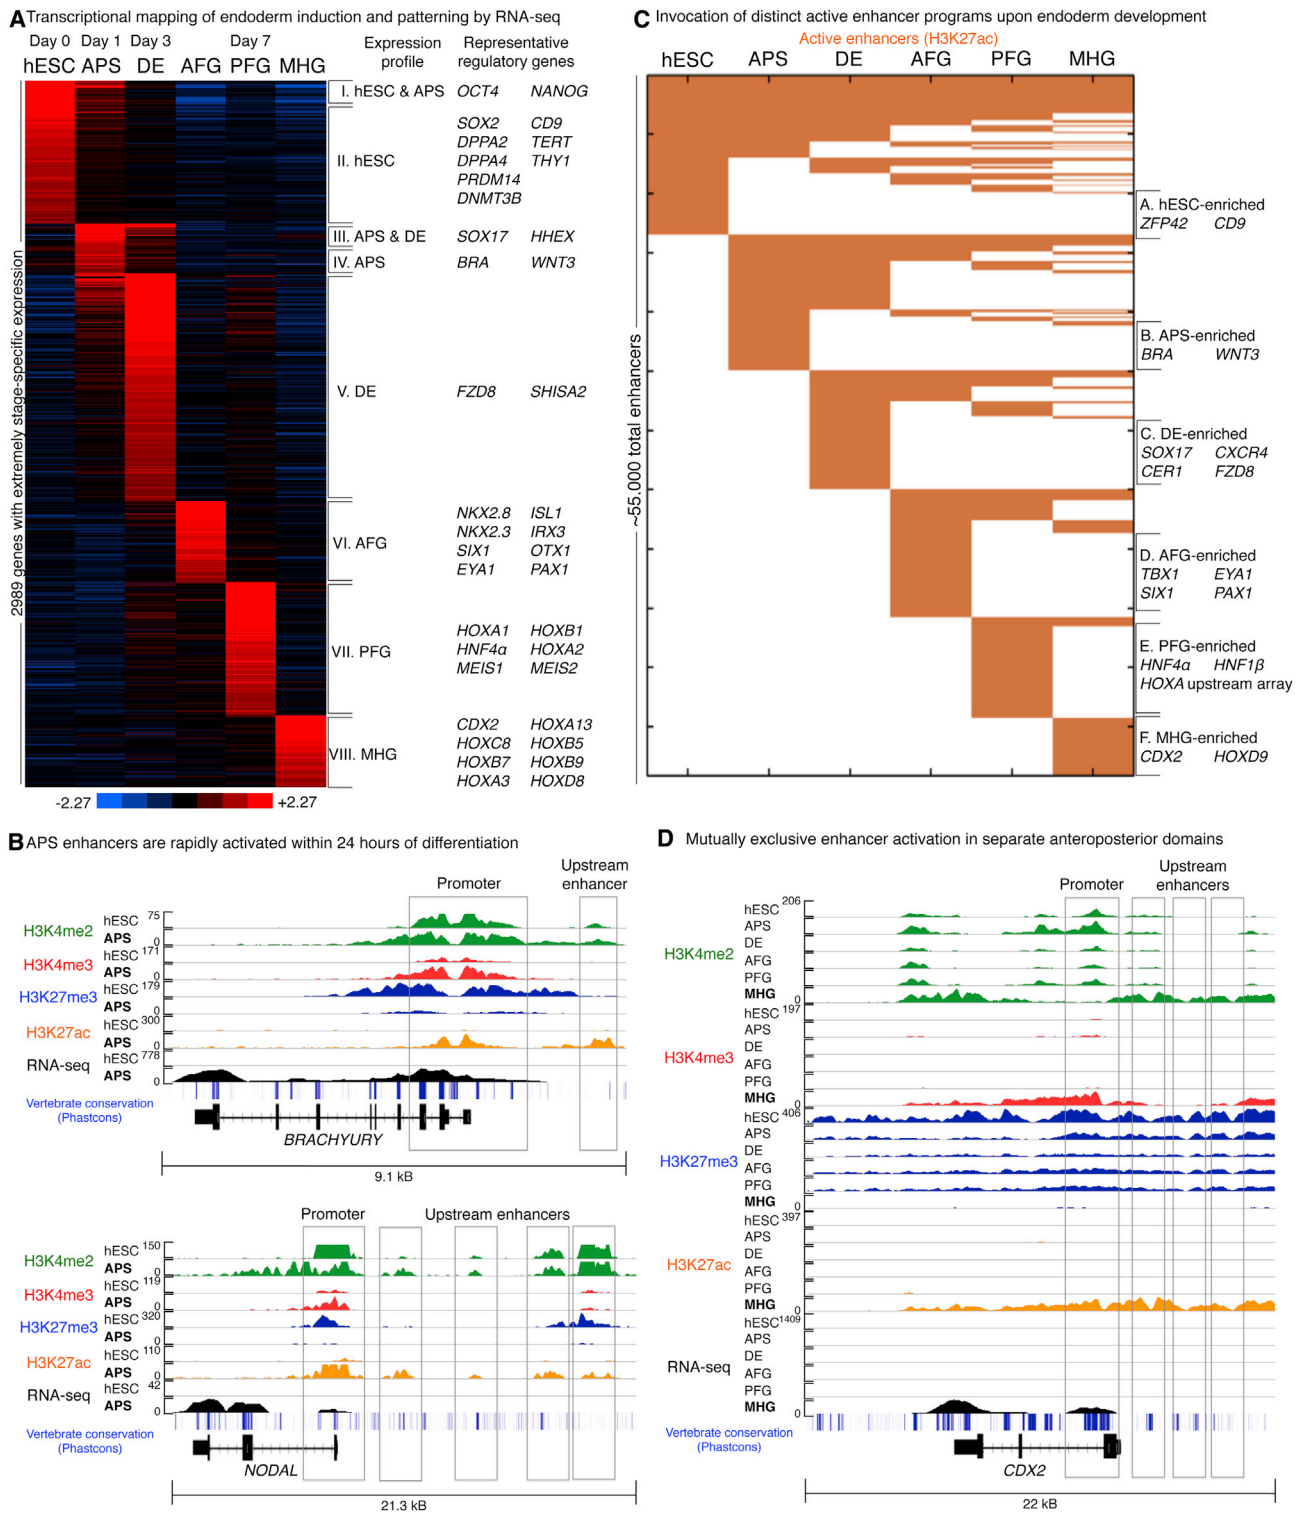 A Transcriptional mapping of endoderm induction and patterning by RNA-seq
Day 0 Day 1 Day 3 Day 7 Expression profile Representative regulatory genes
hESC APS DE AFG PFG MHG
2989 genes with extremely stage-specific expression
I. hESC & APS OCT4 NANOG
II. hESC
SOX2 CD9
DPPA2 TERT
DPPA4 THY1
PRDM14
DNMT3B
III. APS & DE SOX17 HHEX
IV. APS BRA WNT3
V. DE FZD8 SHISA2
VI. AFG
NKX2.8 ISL1
NKX2.3 IRX3
SIX1 OTX1
EYA1 PAX1
VII. PFG
HOXA1 HOXB1
HNF4α HOXA2
MEIS1 MEIS2
VIII. MHG
CDX2 HOXA13
HOXC8 HOXB5
HOXB7 HOXB9
HOXA3 HOXD8
-2.27 +2.27
C Invocation of distinct active enhancer programs upon endoderm development
Active enhancers (H3K27ac)
hESC APS DE AFG PFG MHG
~55,000 total enhancers
A. hESC-enriched
ZFP42 CD9
B. APS-enriched
BRA WNT3
C. DE-enriched
SOX17 CXCR4
CER1 FZD8
D. AFG-enriched
TBX1 EYA1
SIX1 PAX1
E. PFG-enriched
HNF4α HNF1β
HOXA upstream array
F. MHG-enriched
CDX2 HOXD9
B APS enhancers are rapidly activated within 24 hours of differentiation
Promoter
Upstream
enhancer
H3K4me2
hESC 75
APS 0
H3K4me3
hESC 171
APS 0
H3K27me3
hESC 179
APS 0
H3K27ac
hESC 300
APS 0
RNA-seq
hESC 778
APS 0
Vertebrate conservation
(Phastcons)
BRACHYURY
9.1 kB
Promoter Upstream enhancers
H3K4me2
hESC 150
APS 0
H3K4me3
hESC 119
APS 0
H3K27me3
hESC 320
APS 0
H3K27ac
hESC 110
APS 0
RNA-seq
hESC 42
APS 0
Vertebrate conservation
(Phastcons)
NODAL
21.3 kB
D Mutually exclusive enhancer activation in separate anteroposterior domains
Promoter
Upstream
enhancers
H3K4me2
hESC 206
APS
DE
AFG
PFG
MHG 0
H3K4me3
hESC 197
APS
DE
AFG
PFG
MHG 0
H3K27me3
hESC 406
APS
DE
AFG
PFG
MHG 0
H3K27ac
hESC 397
APS
DE
AFG
PFG
MHG 0
RNA-seq
hESC 1409
APS
DE
AFG
PFG
MHG 0
Vertebrate conservation
(Phastcons)
CDX2
22 kB